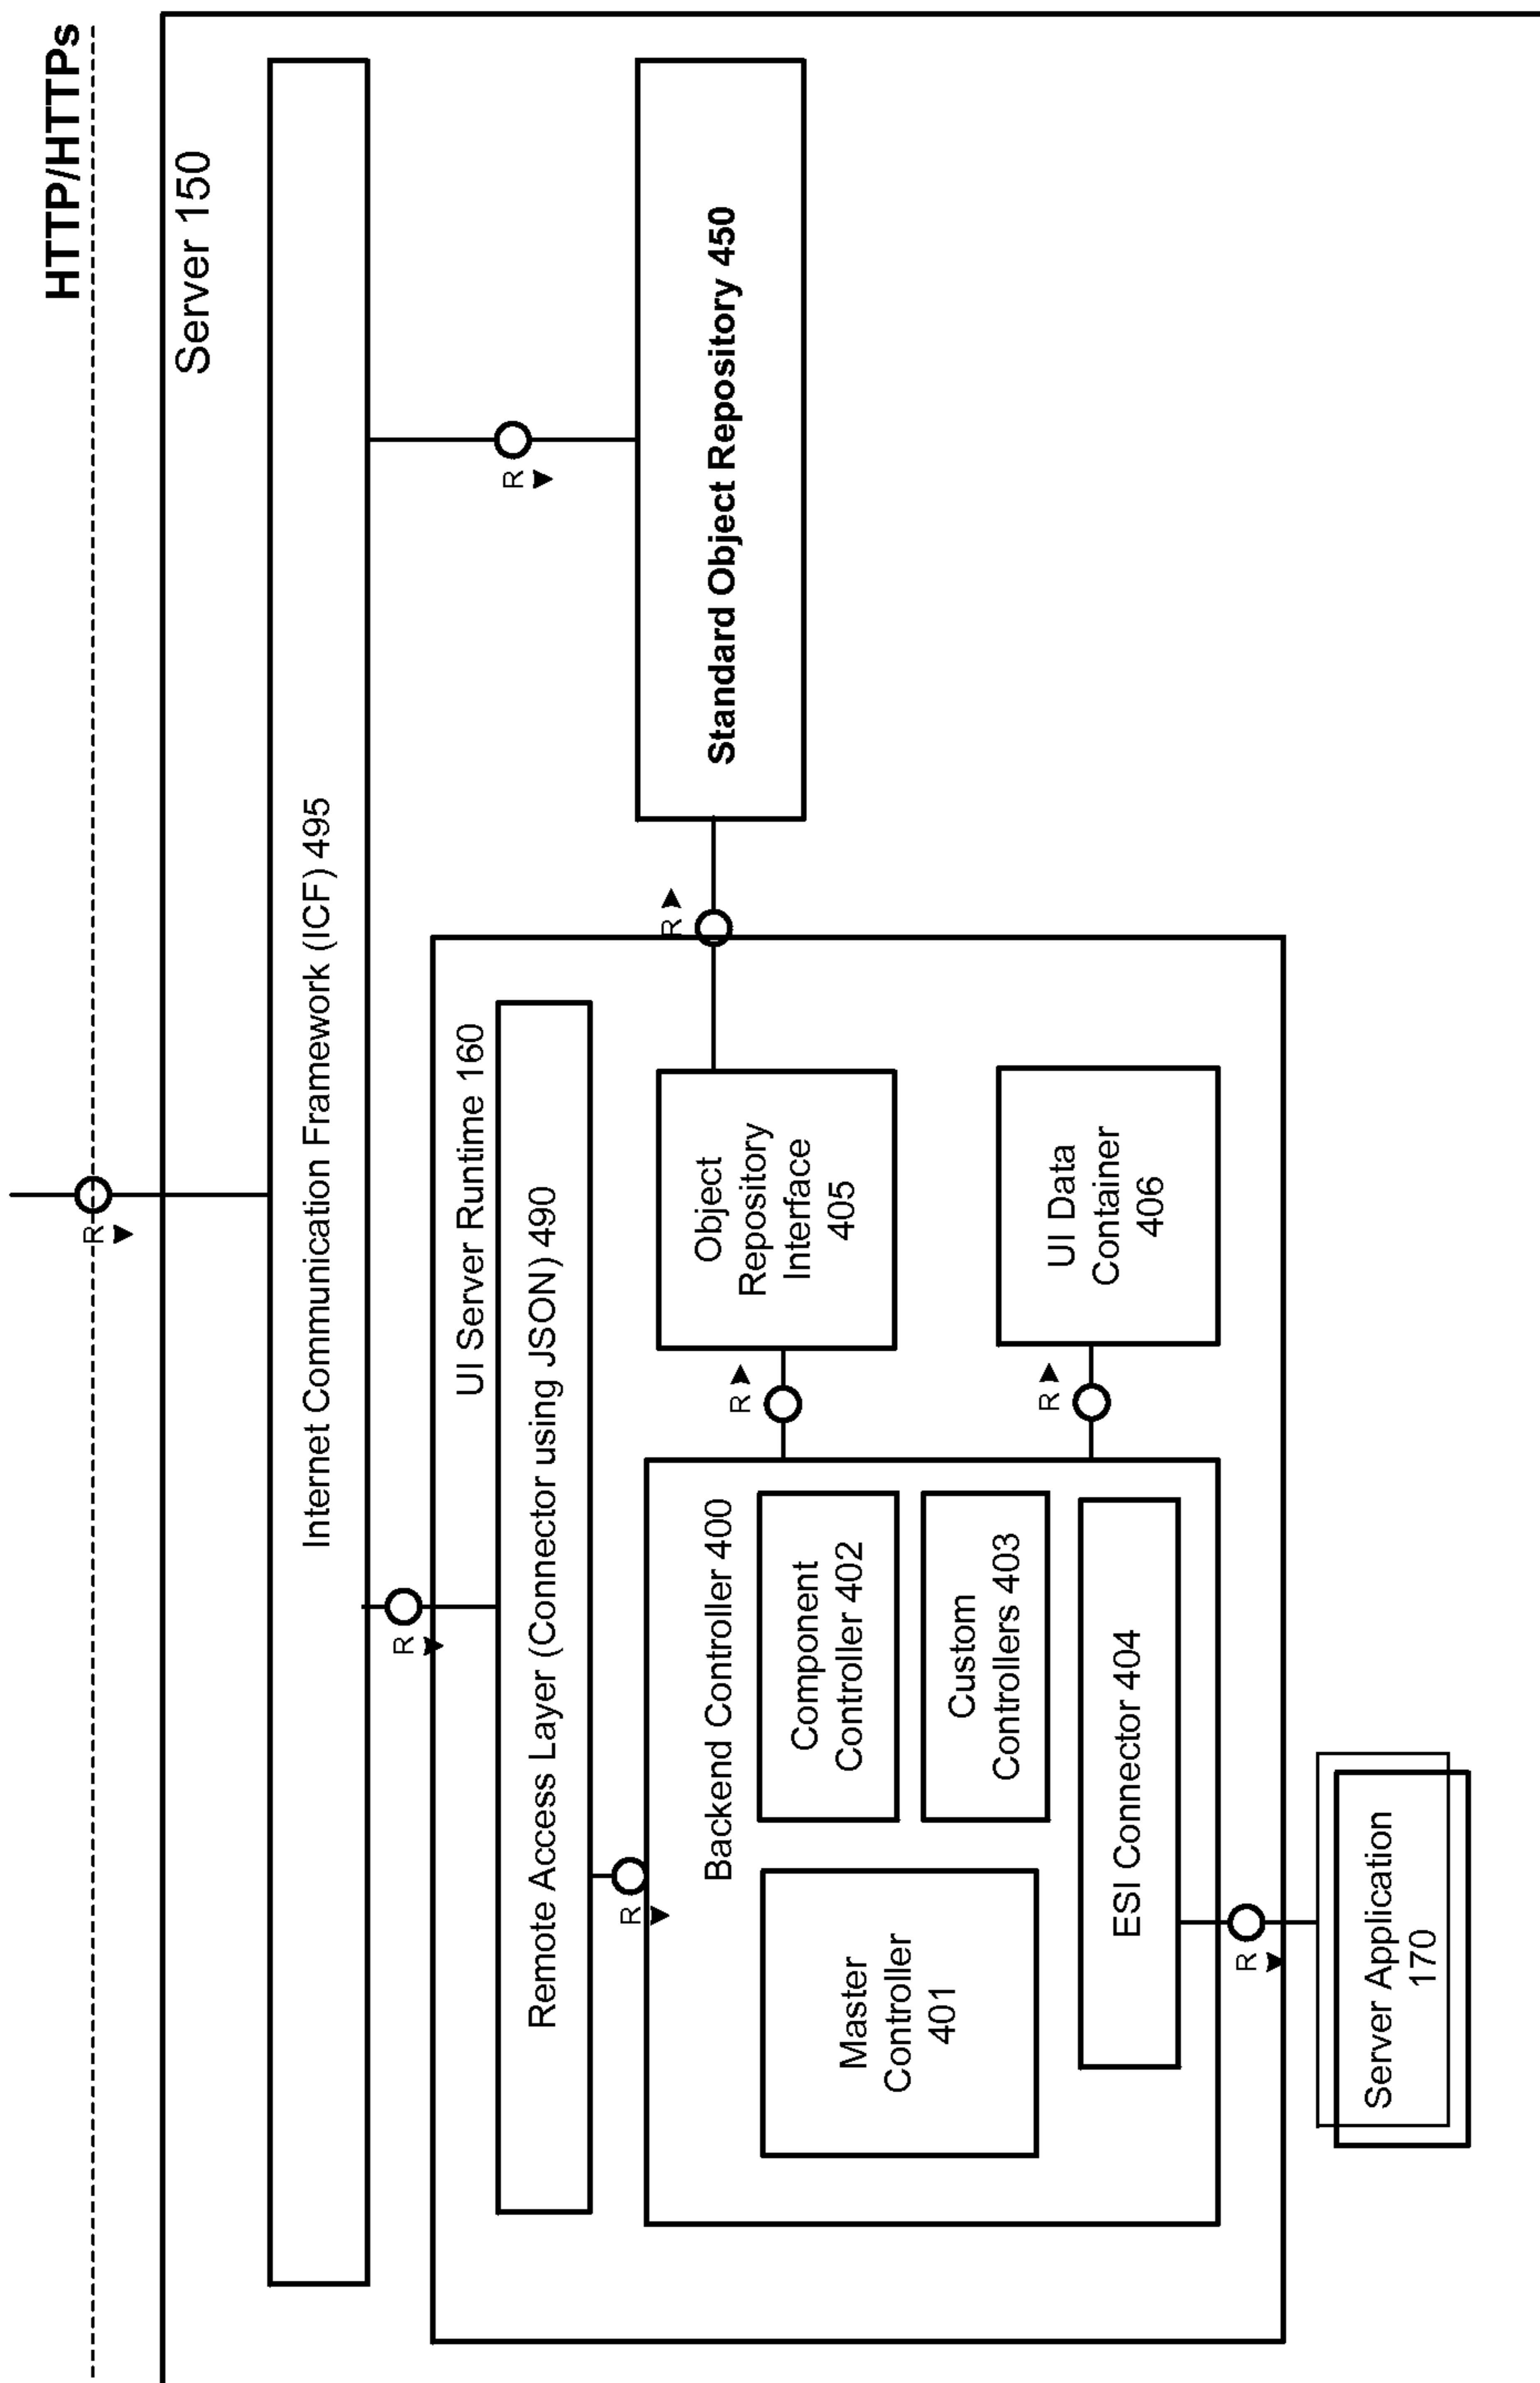 HTTP/HTTPs
R
Server 150
Internet Communication Framework (ICF) 495
R
R
UI Server Runtime 160
Remote Access Layer (Connector using JSON) 490
Standard Object Repository 450
R
R
Backend Controller 400
Master
Controller
401
Component
Controller 402
Custom
Controllers 403
ESI Connector 404
R
Object
Repository
Interface
405
R
UI Data
Container
406
R
Server Application
170